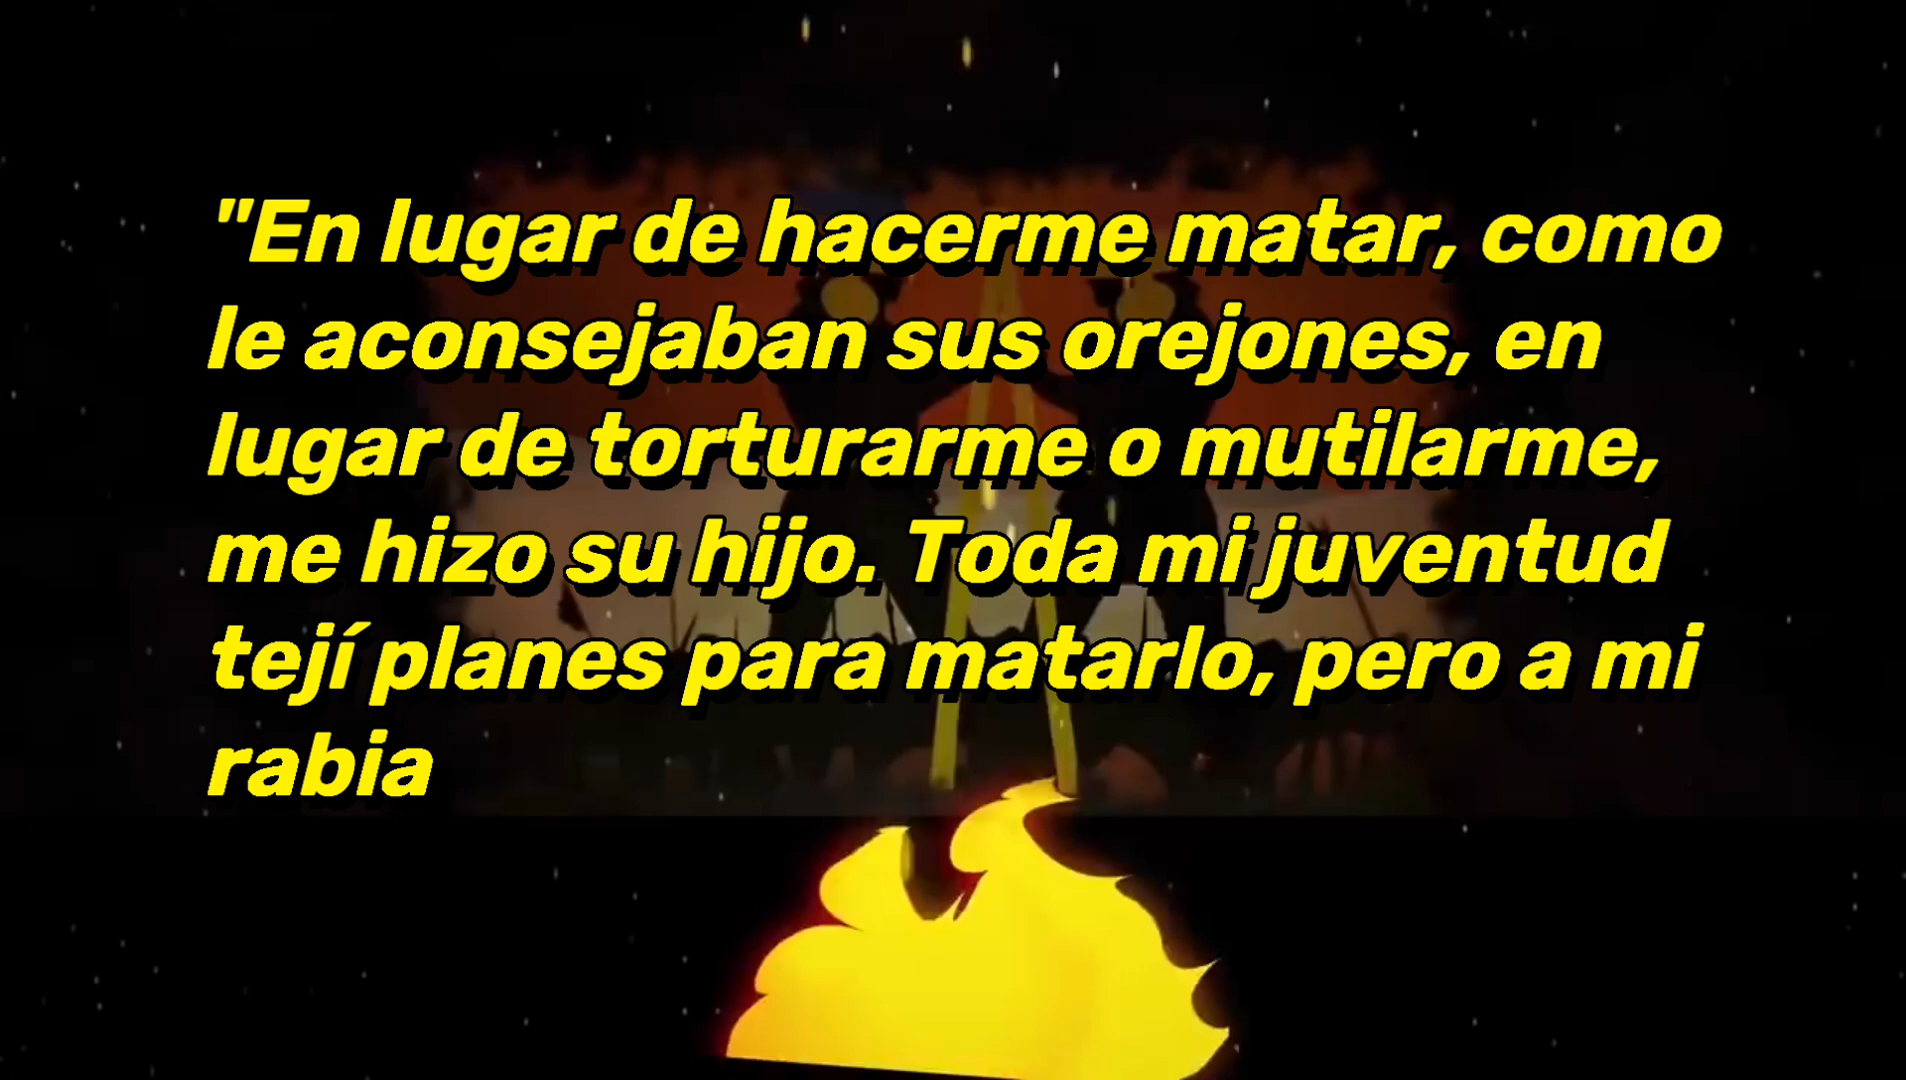 "En lugar de hacerme matar, como
le aconsejaban sus orejones, en
lugar de torturarme o mutilarme,
me hizo su hijo. Toda mi juventud
tejí planes para matarlo, pero a mi
rabia